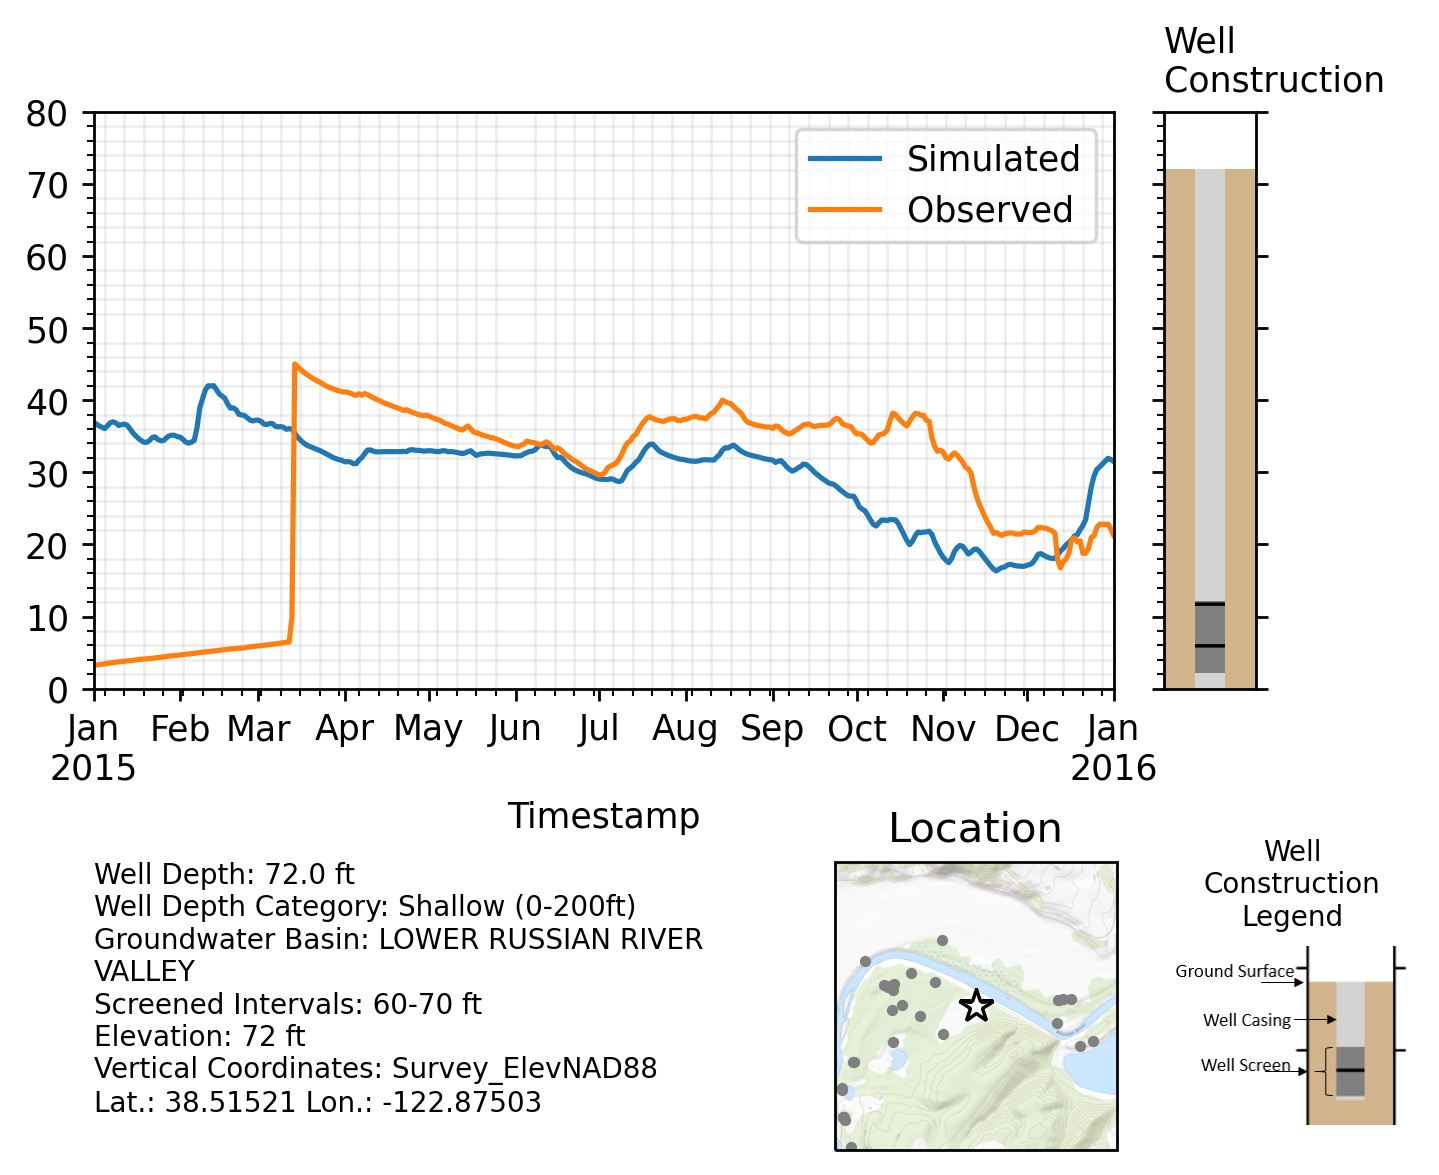 Well
Construction
80
70
60
50
40
30
20
10
0
Simulated
Observed
Jan Feb Mar Apr May Jun Jul Aug Sep Oct Nov Dec Jan
2015 2016
Timestamp
Well Depth: 72.0 ft
Well Depth Category: Shallow (0-200ft)
Groundwater Basin: LOWER RUSSIAN RIVER
VALLEY
Screened Intervals: 60-70 ft
Elevation: 72 ft
Vertical Coordinates: Survey_ElevNAD88
Lat.: 38.51521 Lon.: -122.87503
Location
Well
Construction
Legend
Ground Surface
Well Casing
Well Screen